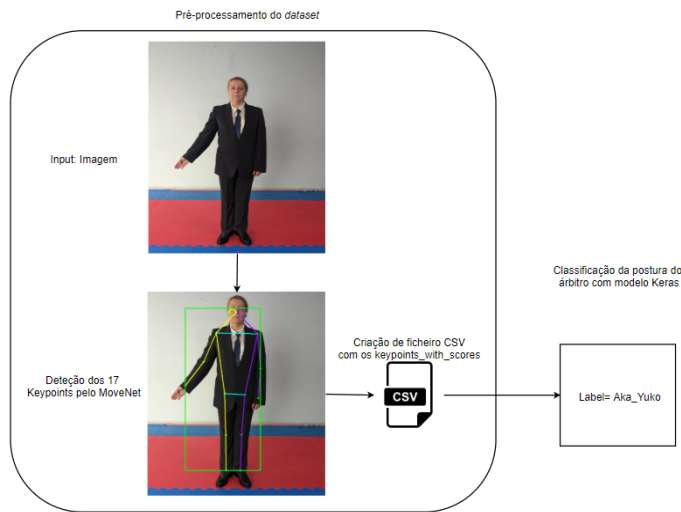 Pré-processamento do dataset
Input: Imagem
Deteção dos 17
Keypoints pelo MoveNet
Criação de ficheiro CSV
com os keypoints_with_scores
CSV
Classificação da postura do
árbitro com modelo Keras
Label= Aka_Yuko